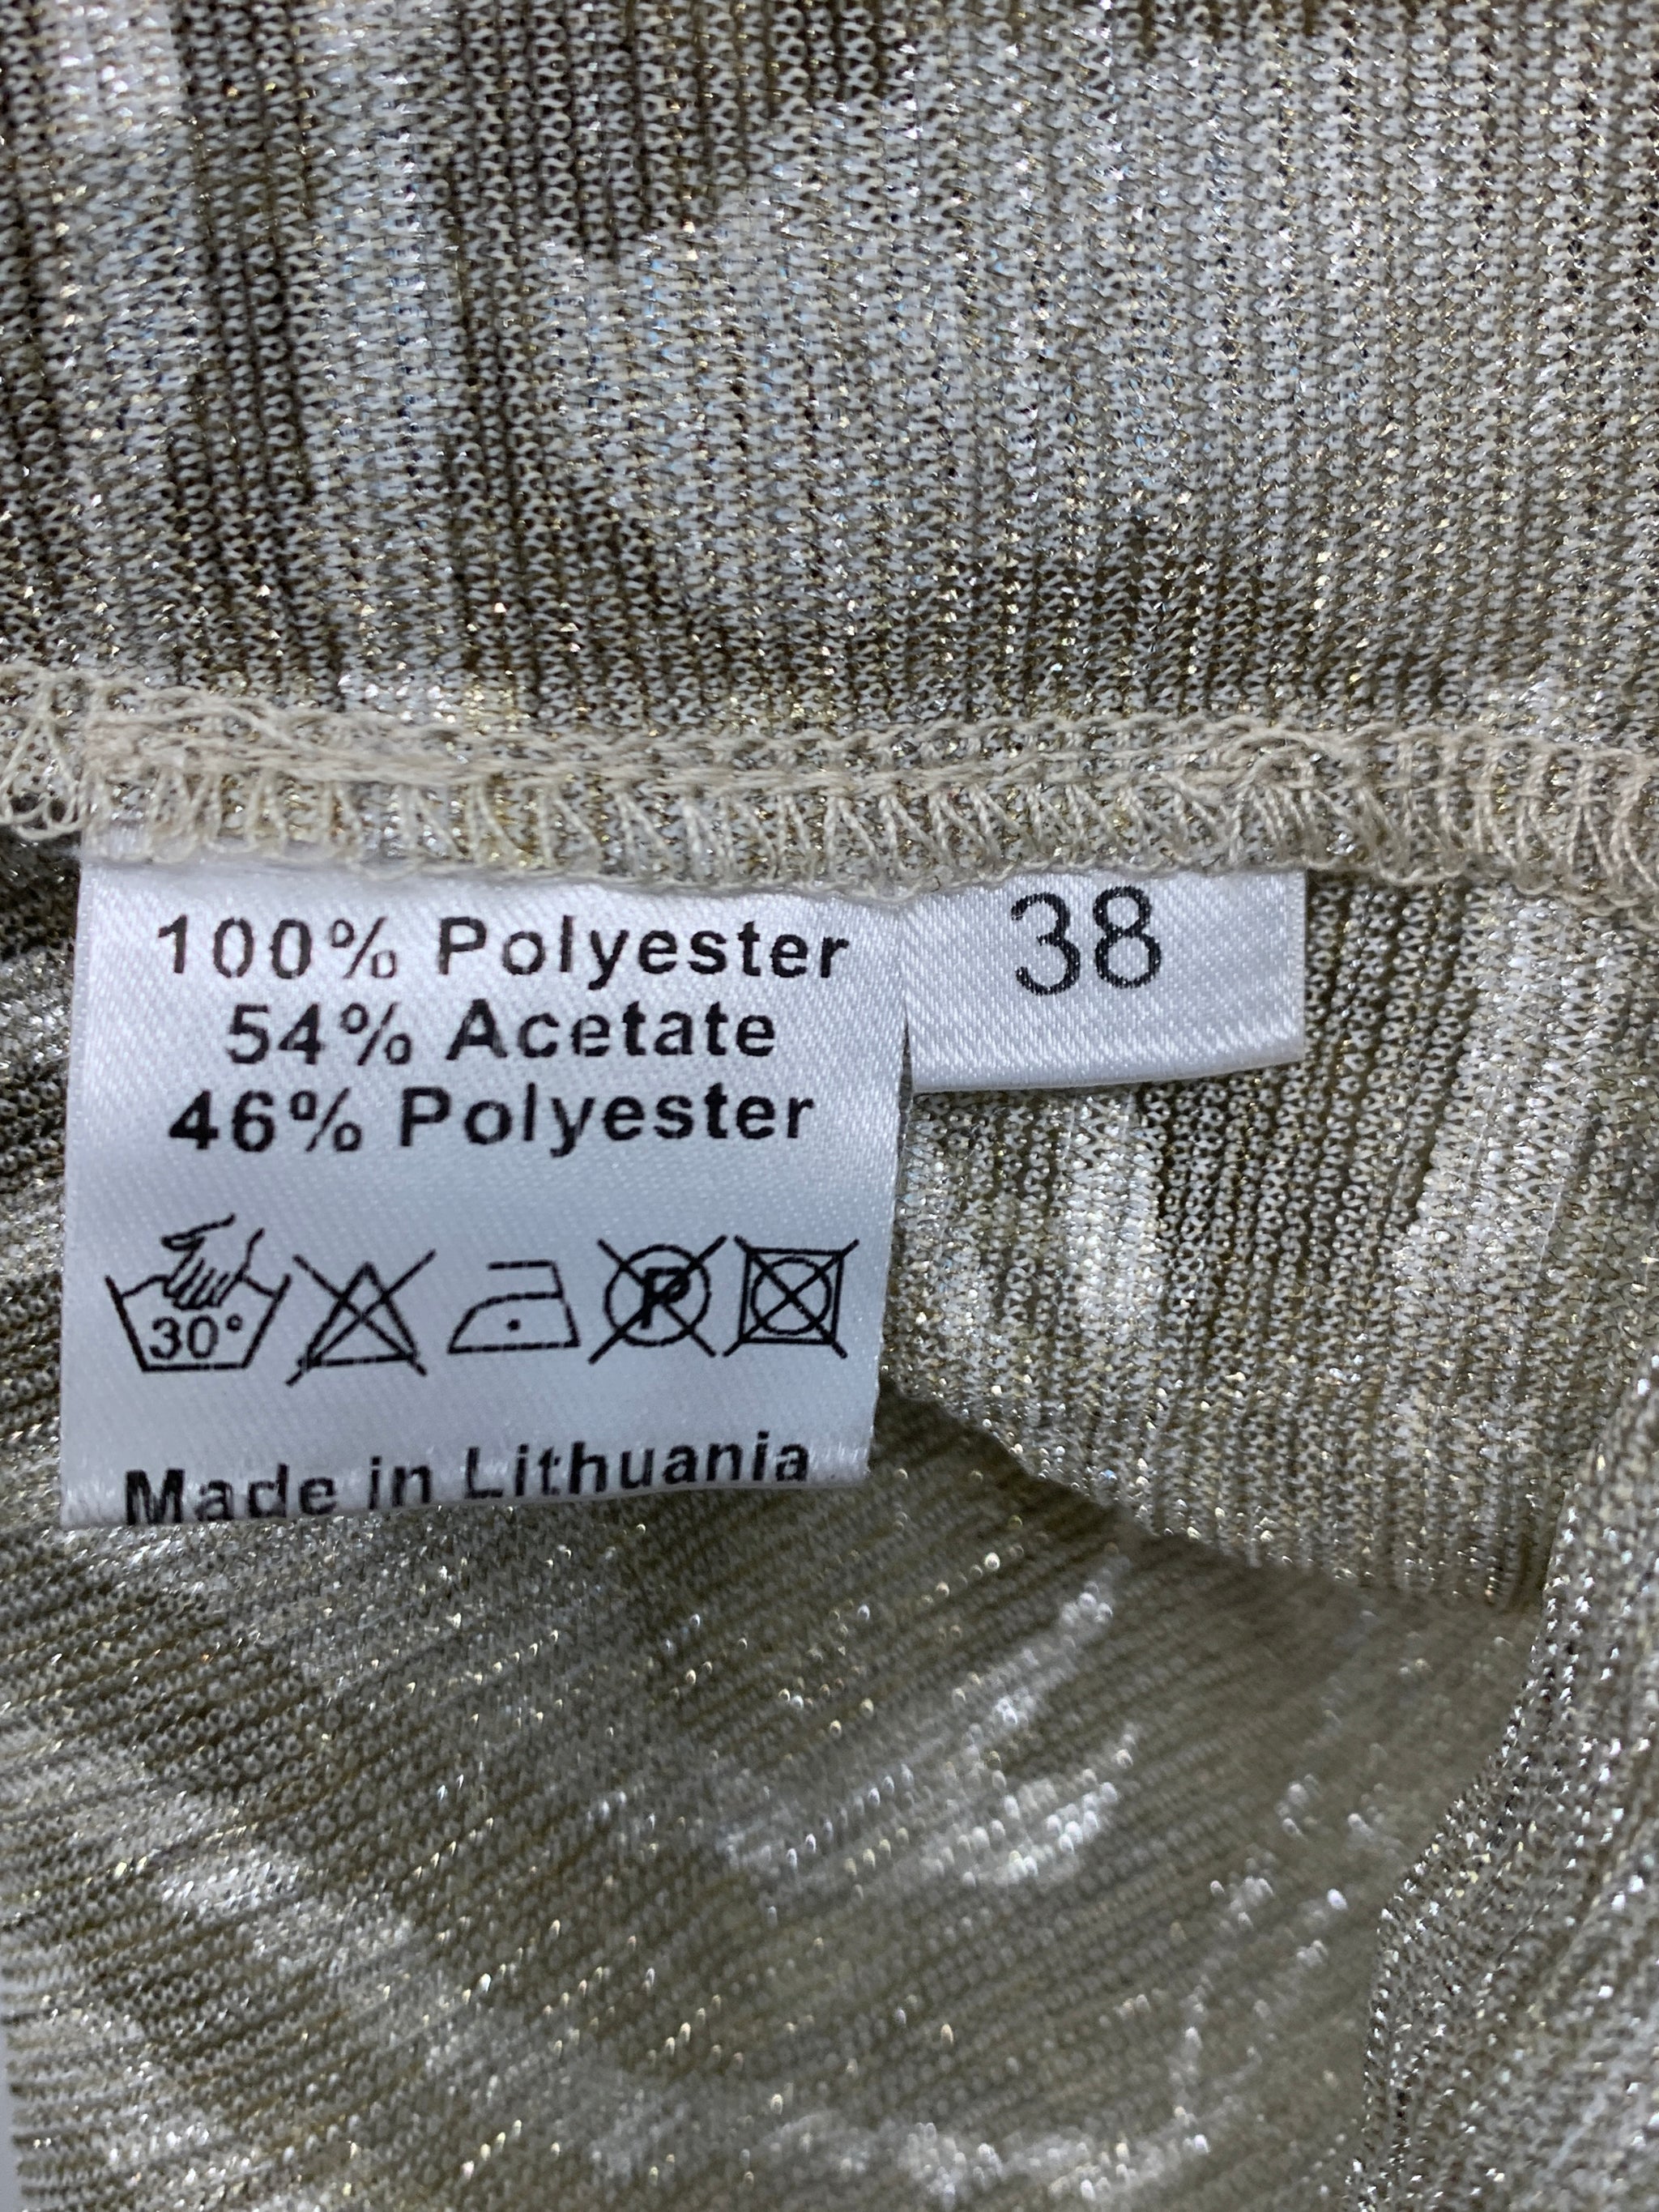 100% Polyester
54% Acetate
46% Polyester
38
30°
P
Made in Lithuania